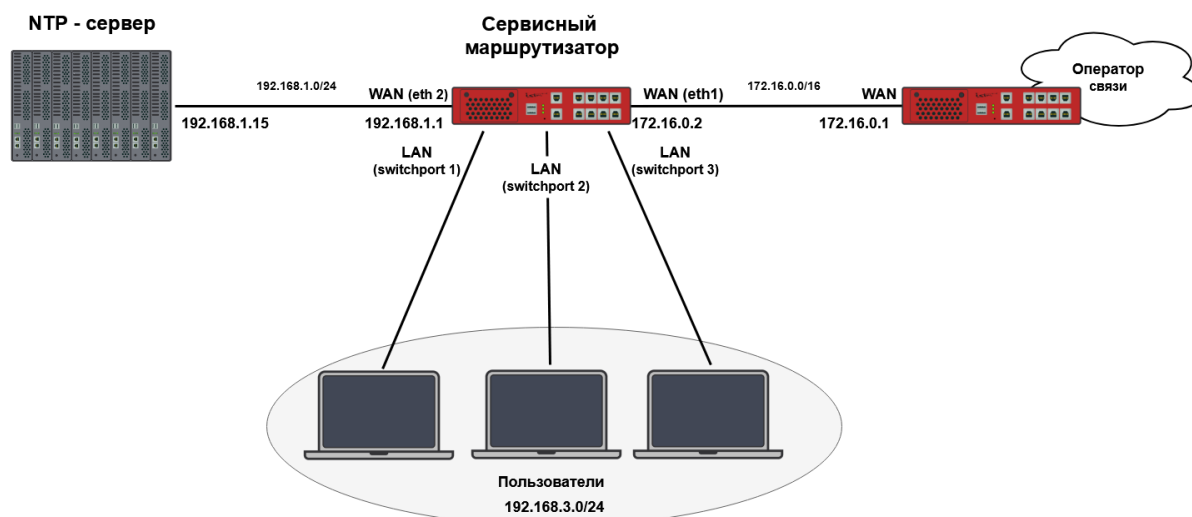 NTP - сервер
Сервисный
маршрутизатор
Оператор
связи
192.168.1.0/24
WAN (eth 2)
WAN (eth1)
172.16.0.0/16
WAN
192.168.1.15
192.168.1.1
172.16.0.2
172.16.0.1
LAN
(switchport 1)
LAN
(switchport 2)
LAN
(switchport 3)
Пользователи
192.168.3.0/24